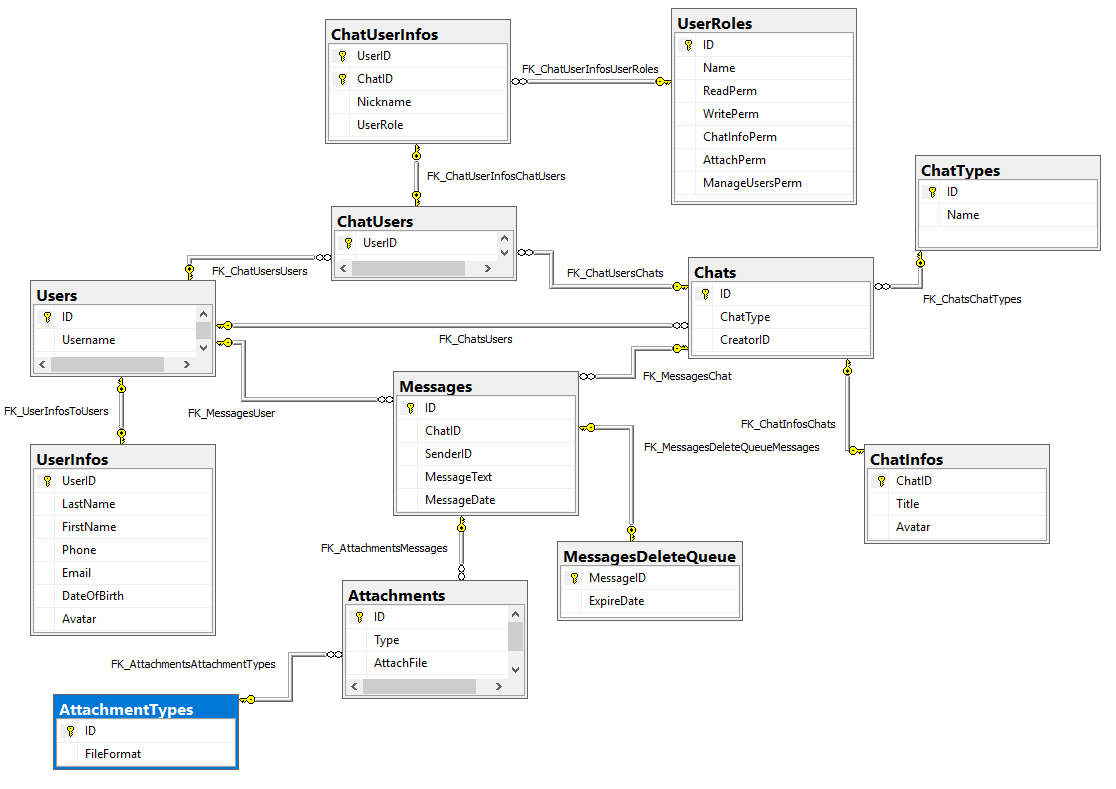 ChatUserInfos
UserID
ChatID
Nickname
UserRole
FK_ChatUserInfosUserRoles
UserRoles
ID
Name
ReadPerm
WritePerm
ChatInfoPerm
AttachPerm
ManageUsersPerm
FK_ChatUserInfosChatUsers
ChatTypes
ID
Name
ChatUsers
UserID
FK_ChatUsersUsers
FK_ChatUsersChats
Chats
ID
ChatType
CreatorID
FK_ChatsChatTypes
Users
ID
Username
FK_ChatsUsers
FK_MessagesChat
FK_UserInfosToUsers
FK_MessagesUser
Messages
ID
ChatID
SenderID
MessageText
MessageDate
FK_ChatInfosChats
FK_MessagesDeleteQueueMessages
UserInfos
UserID
LastName
FirstName
Phone
Email
DateOfBirth
Avatar
ChatInfos
ChatID
Title
Avatar
FK_AttachmentsMessages
MessagesDeleteQueue
MessageID
ExpireDate
Attachments
ID
Type
AttachFile
FK_AttachmentsAttachmentTypes
AttachmentTypes
ID
FileFormat